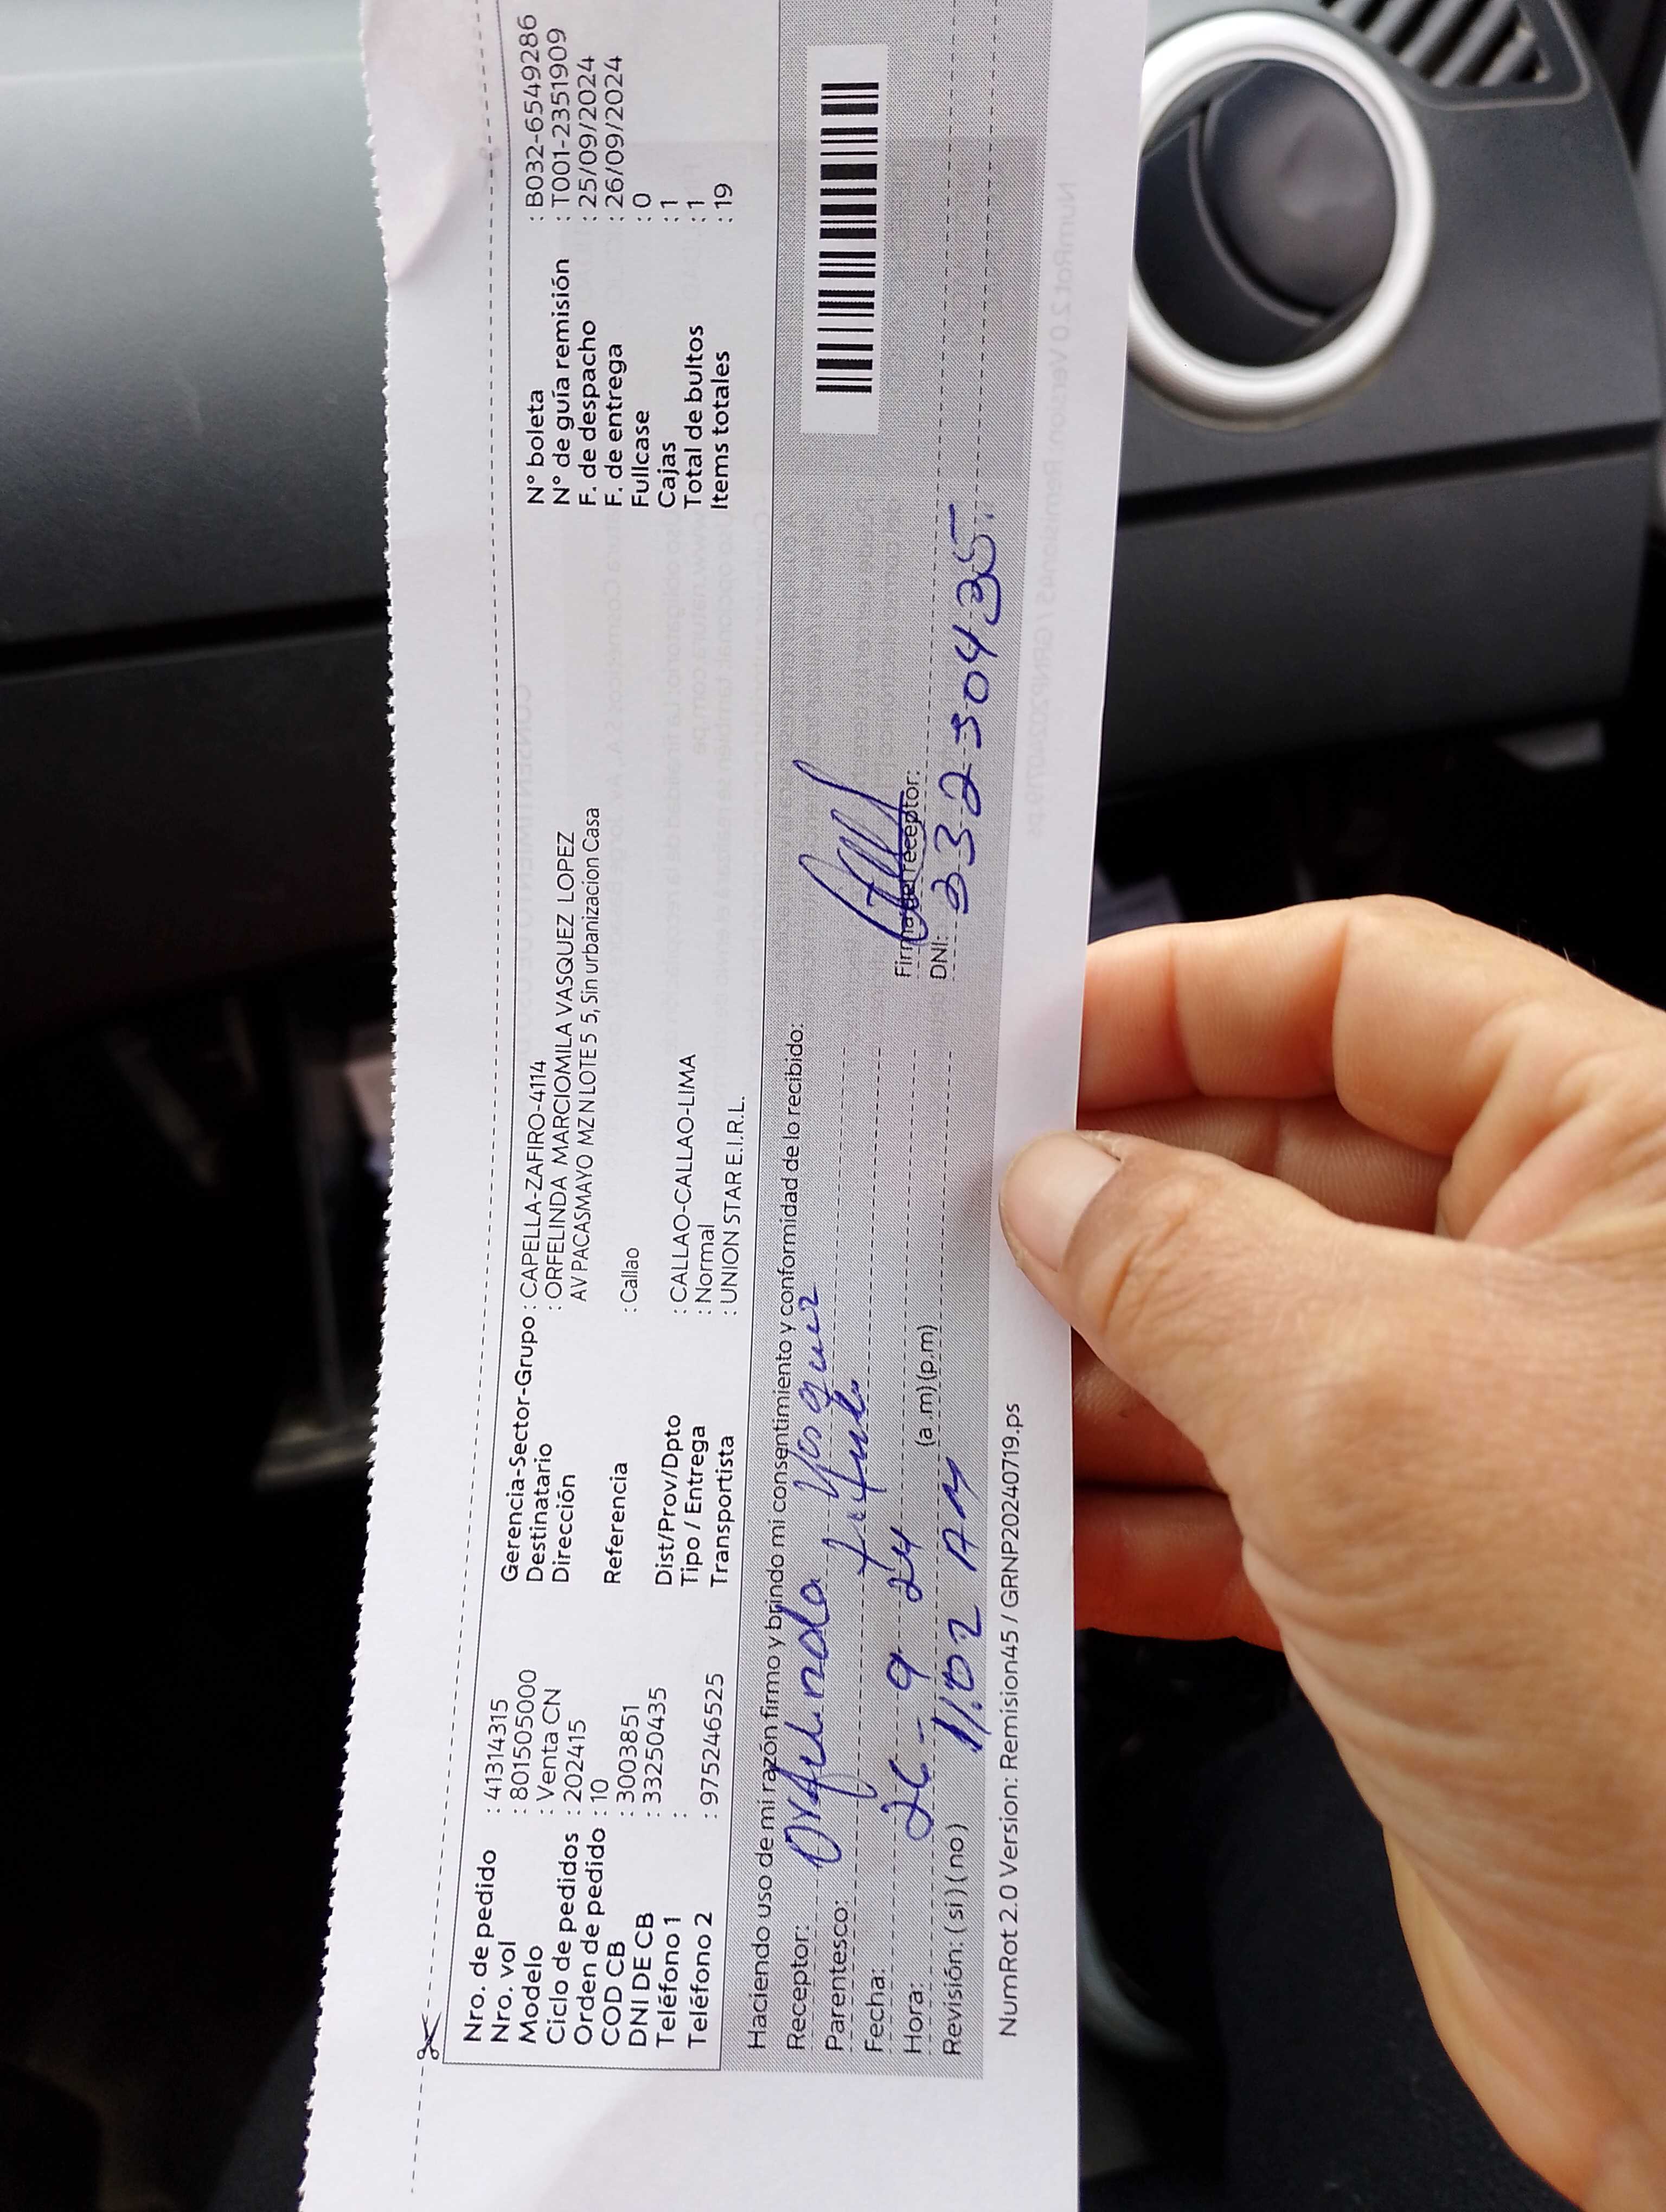 Nro. de pedido : 41314315
Nro. vol : 801505000
Modelo : Venta CN
Ciclo de pedidos : 202415
Orden de pedido : 10
COD CB : 3003851
DNI DE CB : 33250435
Teléfono 1 :
Teléfono 2 : 975246525
Gerencia-Sector-Grupo : CAPELLA-ZAFIRO-4114
Destinatario : ORFELINDA MARCIOMILA VASQUEZ LOPEZ
Dirección AV PACASMAYO MZ N LOTE 5 5, Sin urbanizacion Casa
Referencia : Callao
Dist/Prov/Dpto : CALLAO-CALLAO-LIMA
Tipo / Entrega : Normal
Transportista : UNION STAR E.I.R.L.
N° boleta : B032-6549286
N° de guía remisión : T001-2351909
F. de despacho : 25/09/2024
F. de entrega : 26/09/2024
Fullcase : 0
Cajas : 1
Total de bultos : 1
Items totales : 19
Haciendo uso de mi razón firmo y brindo mi consentimiento y conformidad de lo recibido:
Receptor: Orfelinda Vasquez
Parentesco:
Fecha: 26-9 24
Hora: 11:02 AM (a.m) (p.m)
Revisión: ( si ) ( no )
Firma del receptor:
DNI: 33250435
NumRot 2.0 Version: Remision45 / GRNP20240719.ps